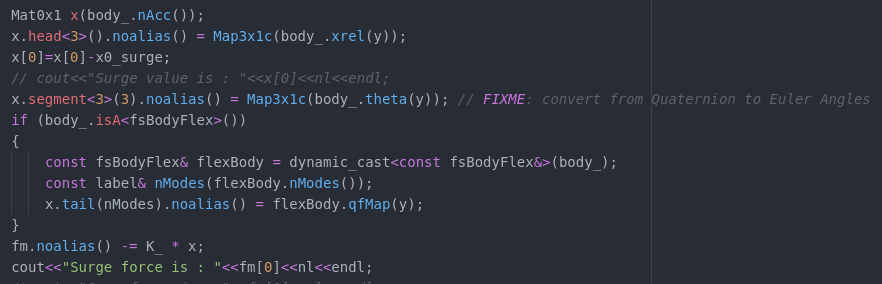 Mat0x1 x(body_.nAcc());
x.head<3>().noalias() = Map3x1c(body_.xrel(y));
x[0]=x[0]-x0_surge;
// cout<<"Surge value is : "<<x[0]<<nl<<endl;
x.segment<3>(3).noalias() = Map3x1c(body_.theta(y)); // FIXME: convert from Quaternion to Euler Angles
if (body_.isA<fsBodyFlex>())
{
    const fsBodyFlex& flexBody = dynamic_cast<const fsBodyFlex&>(body_);
    const label& nModes(flexBody.nModes());
    x.tail(nModes).noalias() = flexBody.qfMap(y);
}
fm.noalias() -= K_ * x;
cout<<"Surge force is : "<<fm[0]<<nl<<endl;